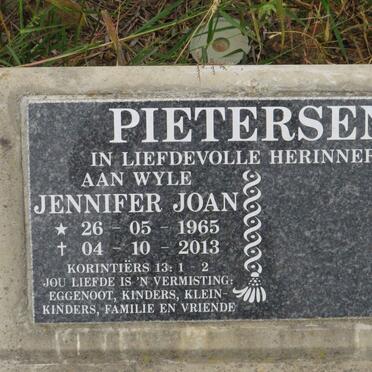 PIETERSEN
IN LIEFDEVOLLE HERINNER
AAN WYLE
JENNIFER JOAN
★ 26 - 05 - 1965
† 04 - 10 - 2013
KORINTIËRS 13: 1 - 2
JOU LIEFDE IS 'N VERMISTING:
EGGENOOT, KINDERS, KLEIN-
KINDERS, FAMILIE EN VRIENDE